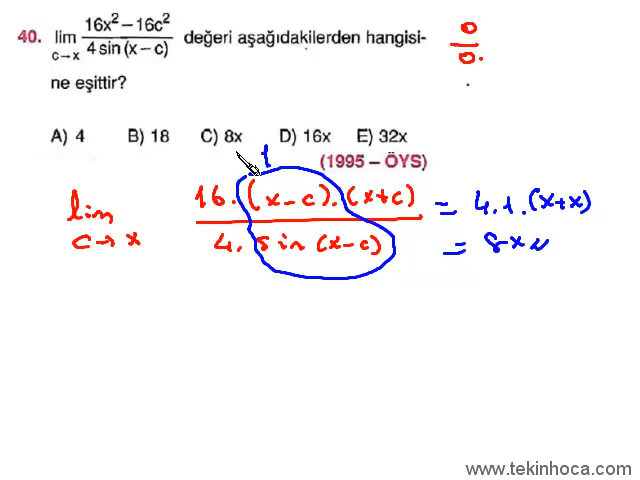 40. lim c→x 16x² – 16c² / 4 sin (x – c) değeri aşağıdakilerden hangisi-
ne eşittir?
A) 4 B) 18 C) 8x D) 16x E) 32x
(1995 – ÖYS)
0/0.
1
lim c→x 16.(x-c).(x+c) / 4. sin(x-c) = 4.1.(x+x)
= 8x
www.tekinhoca.com